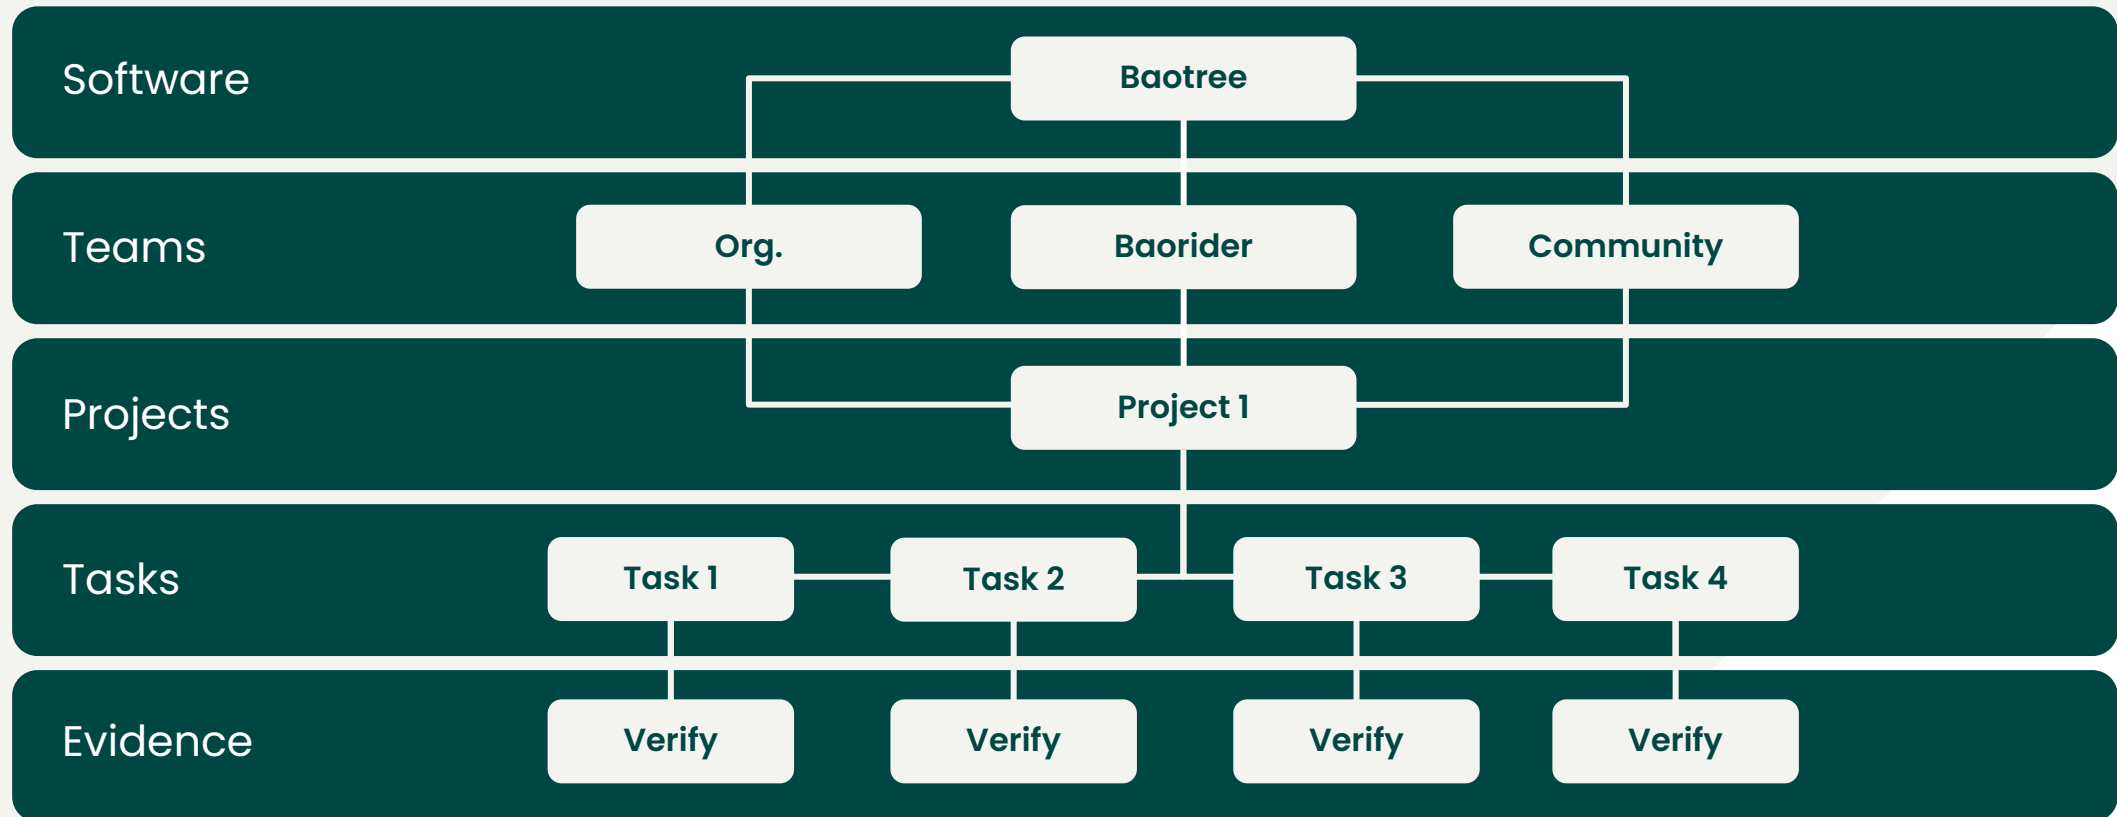 Software
Baotree
Teams
Org.
Baorider
Community
Projects
Project 1
Tasks
Task 1
Task 2
Task 3
Task 4
Evidence
Verify
Verify
Verify
Verify